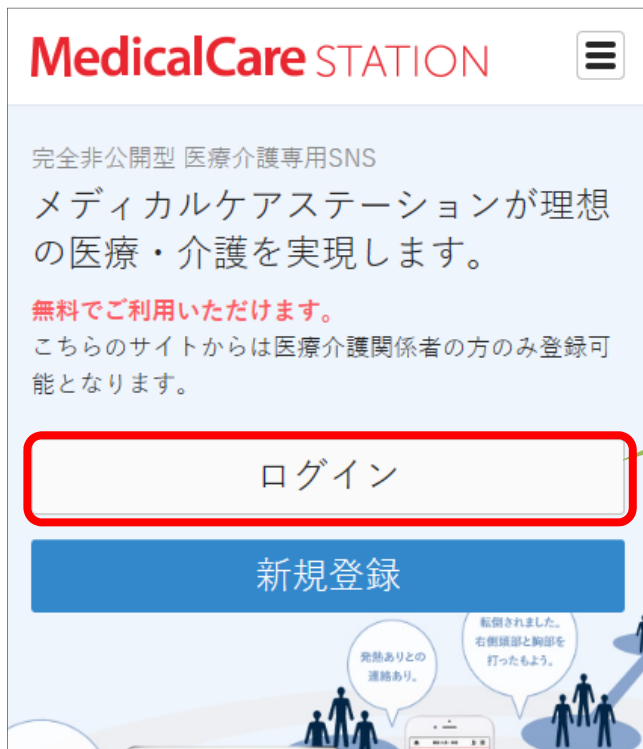 MedicalCare STATION
完全非公開型 医療介護専用SNS
メディカルケアステーションが理想
の医療・介護を実現します。
無料でご利用いただけます。
こちらのサイトからは医療介護関係者の方のみ登録可
能となります。
ログイン
新規登録
転倒されました。
右側頭部と胸部を
打ったもよう。
発熱ありとの
連絡あり。